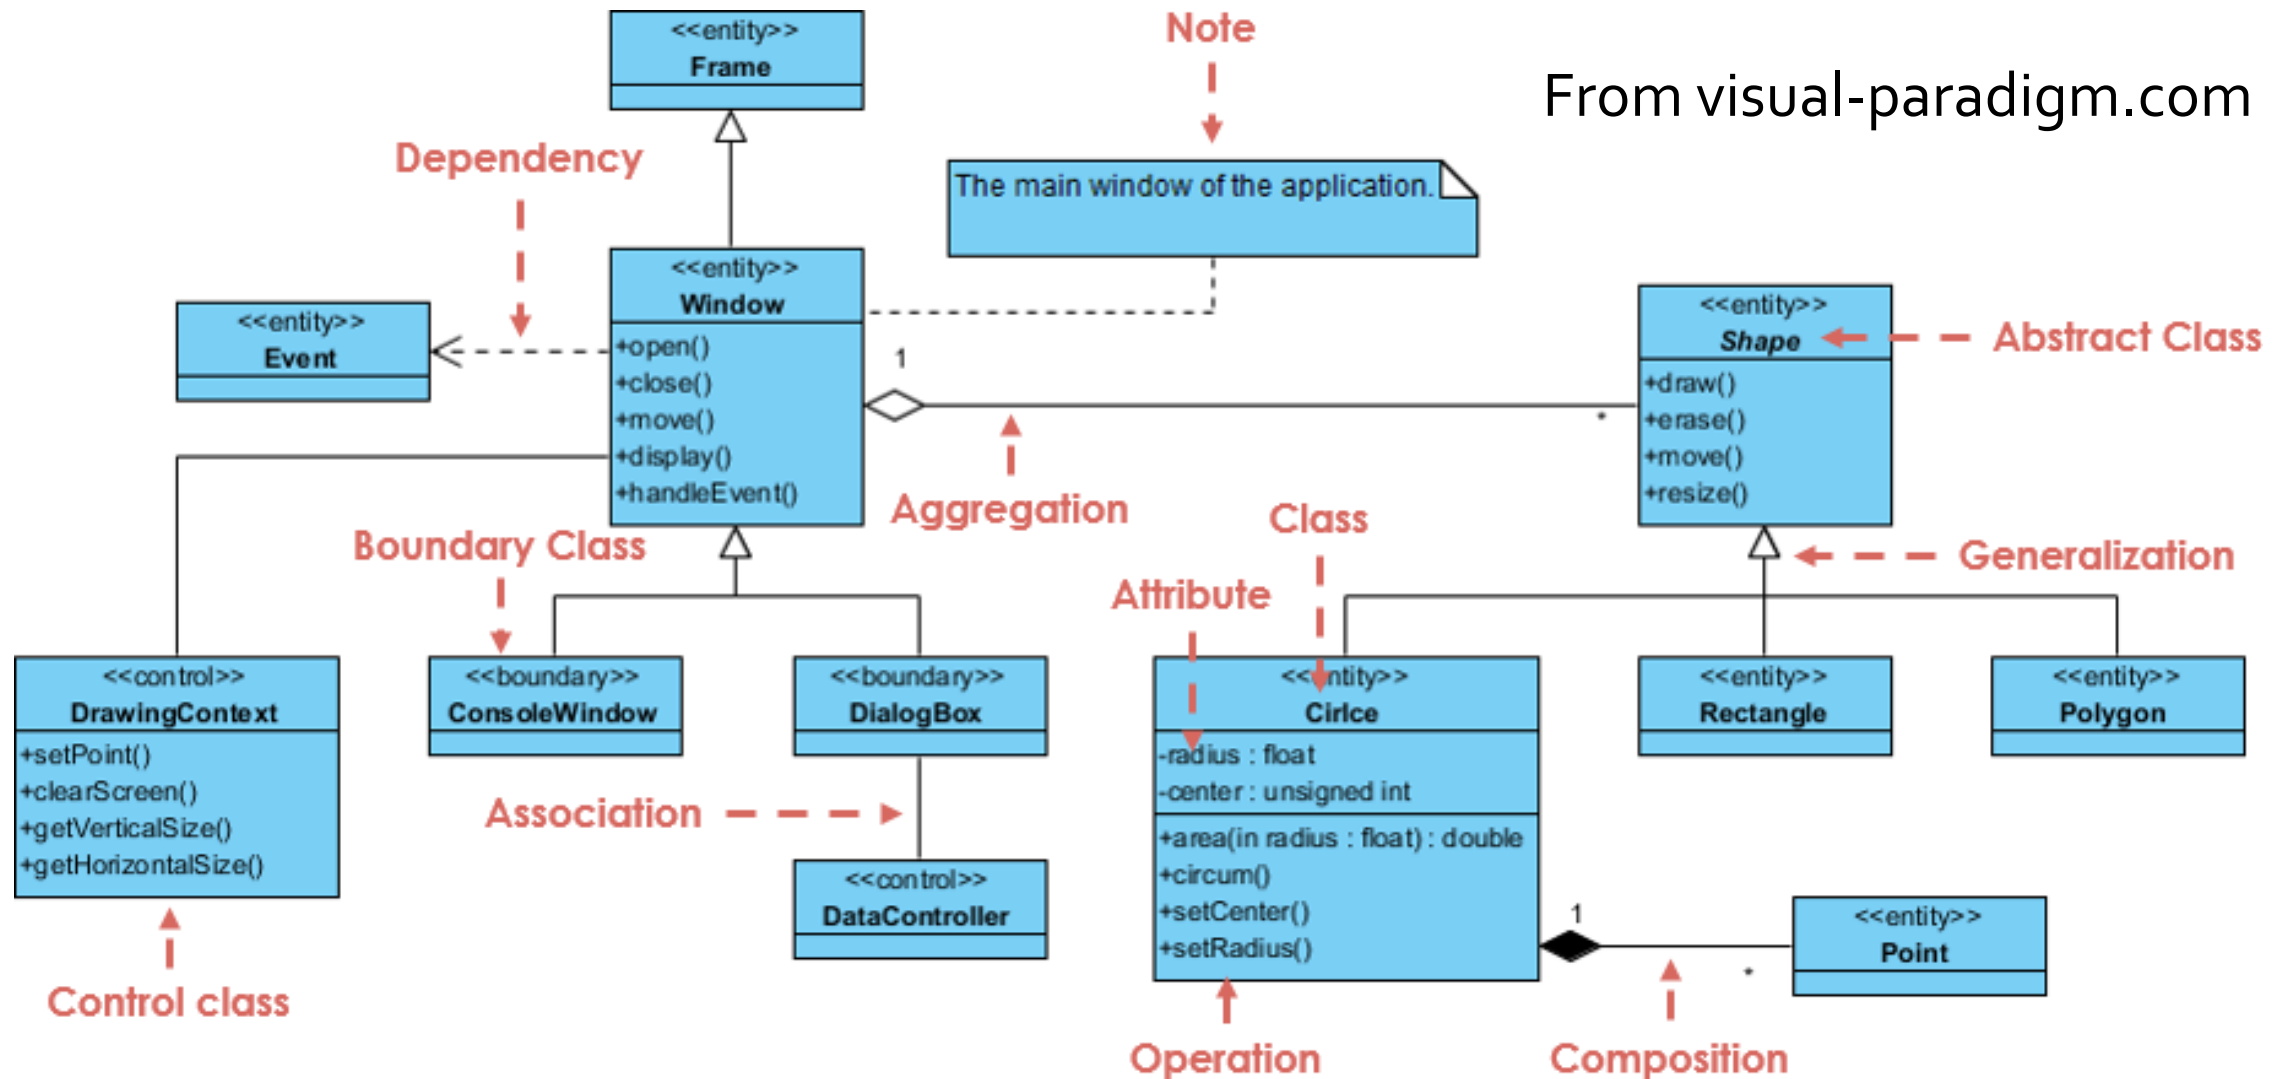 <<entity>>
Frame
Note
From visual-paradigm.com
Dependency
The main window of the application.
<<entity>>
Window
+open()
+close()
+move()
+display()
+handleEvent()
<<entity>>
Event
1
*
Aggregation
<<entity>>
Shape
+draw()
+erase()
+move()
+resize()
Abstract Class
Generalization
Boundary Class
Class
Attribute
<<control>>
DrawingContext
+setPoint()
+clearScreen()
+getVerticalSize()
+getHorizontalSize()
Control class
<<boundary>>
ConsoleWindow
<<boundary>>
DialogBox
Association
<<control>>
DataController
<<entity>>
Cirlce
-radius : float
-center : unsigned int
+area(in radius : float) : double
+circum()
+setCenter()
+setRadius()
Operation
<<entity>>
Rectangle
<<entity>>
Polygon
1
*
Composition
<<entity>>
Point